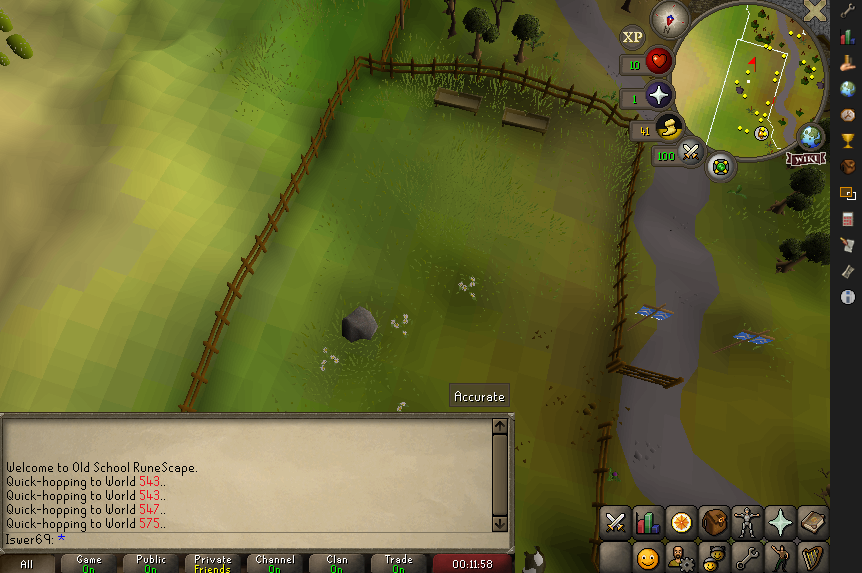 XP
10
1
41
100
WIKI
Accurate
Welcome to Old School RuneScape.
Quick-hopping to World 543..
Quick-hopping to World 543..
Quick-hopping to World 547..
Quick-hopping to World 575..
Iswer69: *
All
Game
On
Public
On
Private
Friends
Channel
On
Clan
On
Trade
On
00:11:58